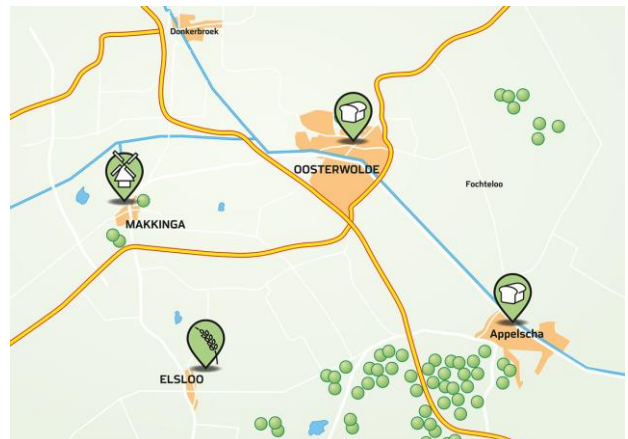 Donkerbroek
OOSTERWOLDE
Fochteloo
MAKKINGA
Appelscha
ELSLOO